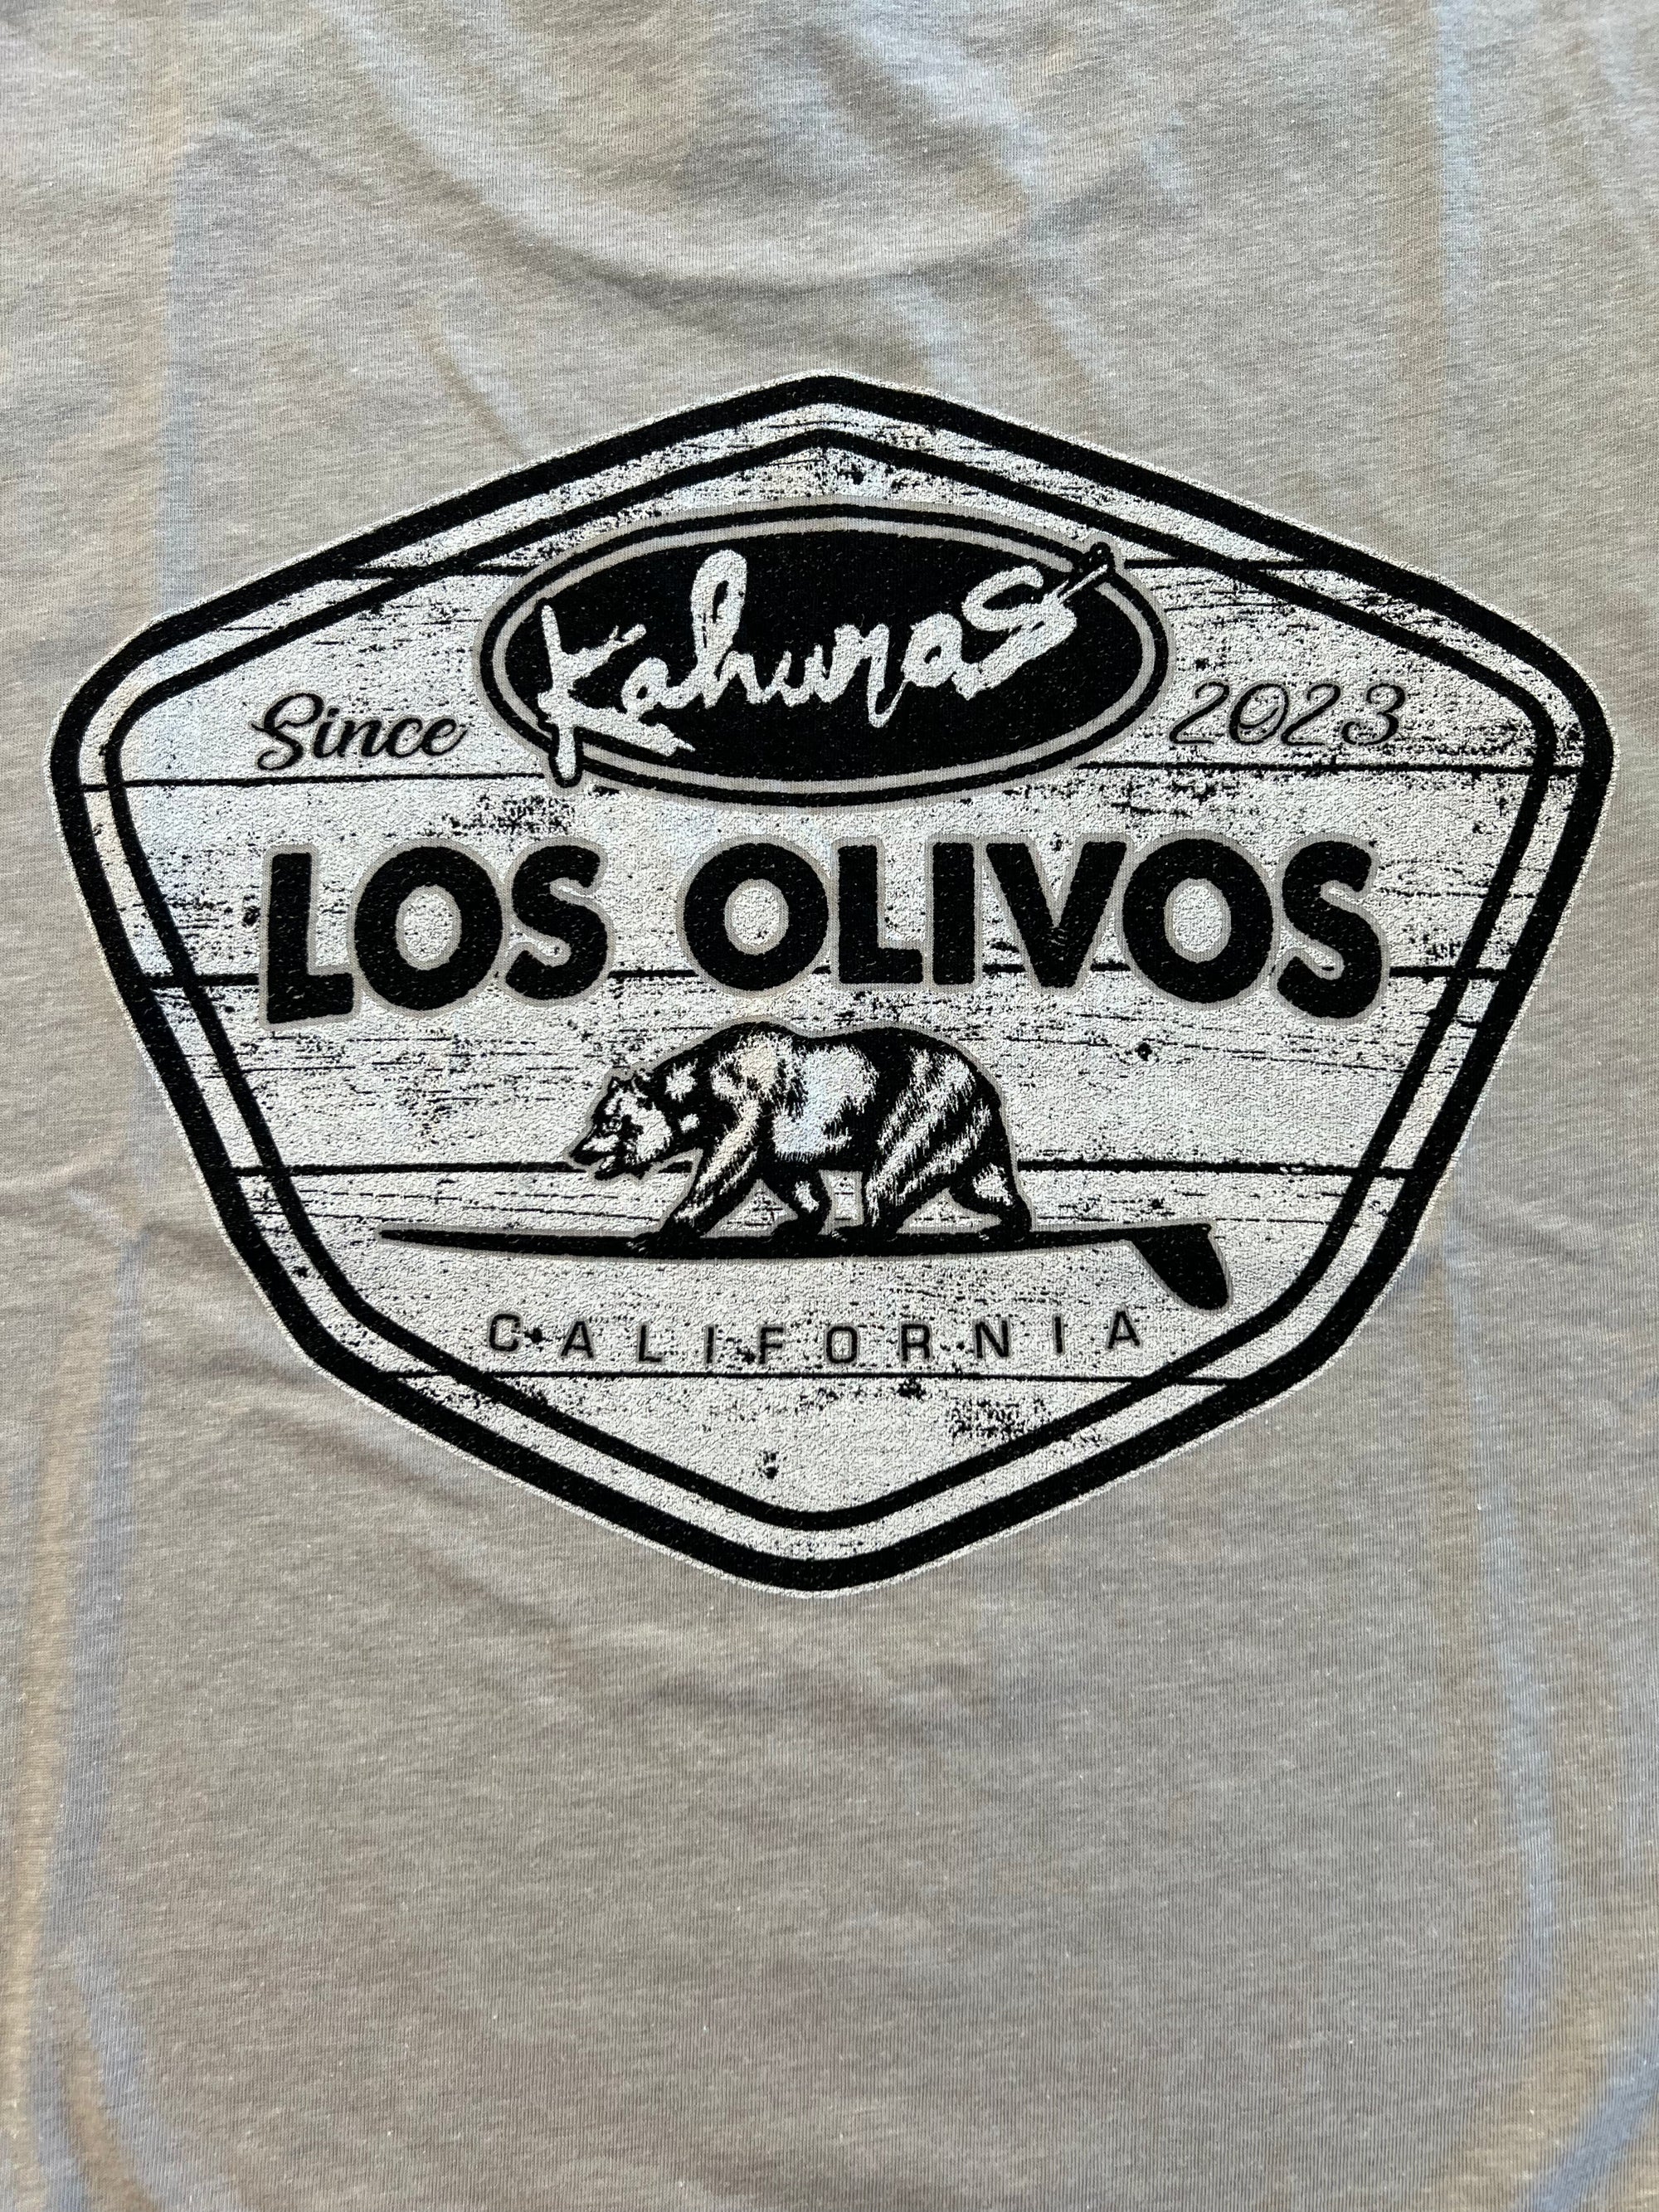 Kahunas
Since 2023
LOS OLIVOS
CALIFORNIA